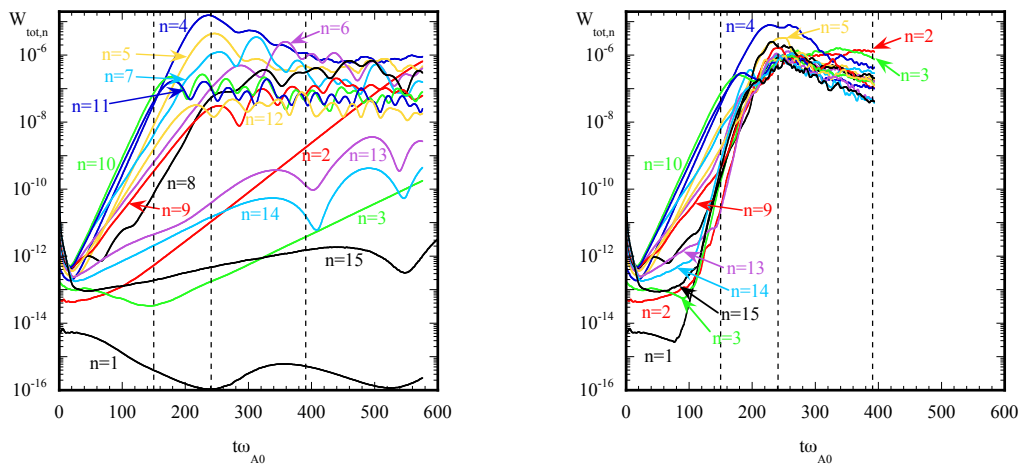 W
tot,n
10⁻⁶
10⁻⁸
10⁻¹⁰
10⁻¹²
10⁻¹⁴
10⁻¹⁶
0
100
200
300
400
500
600
tω
A0
n=4
n=6
n=5
n=7
n=11
n=12
n=10
n=2
n=13
n=8
n=9
n=14
n=3
n=15
n=1
W
tot,n
10⁻⁶
10⁻⁸
10⁻¹⁰
10⁻¹²
10⁻¹⁴
10⁻¹⁶
0
100
200
300
400
500
600
tω
A0
n=4
n=5
n=2
n=3
n=10
n=9
n=13
n=14
n=2
n=15
n=3
n=1